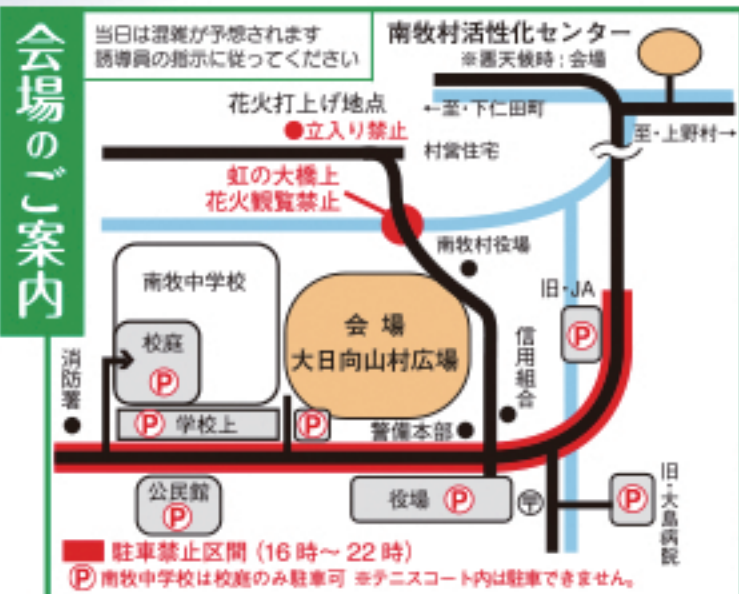 会場のご案内
当日は混雑が予想されます
誘導員の指示に従ってください
南牧村活性化センター
※悪天候時:会場
花火打上げ地点
●立入り禁止
←至・下仁田町
至・上野村→
村営住宅
虹の大橋上
花火観覧禁止
南牧村役場
南牧中学校
旧・JA
校庭
Ⓟ
会場
大日向山村広場
Ⓟ
信用組合
消防署
Ⓟ 学校上
Ⓟ
警備本部
公民館
Ⓟ
役場 Ⓟ
〶
Ⓟ
旧・大島病院
駐車禁止区間(16時~22時)
Ⓟ南牧中学校は校庭のみ駐車可 ※テニスコート内は駐車できません。